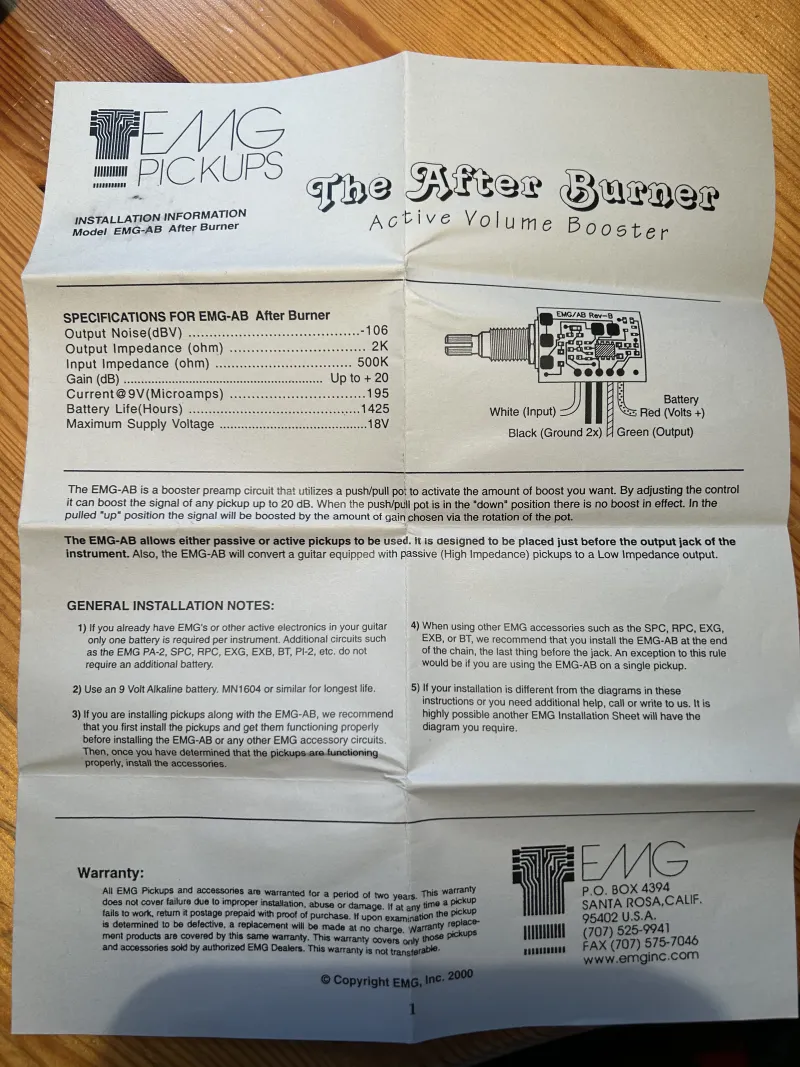 EMG
PICKUPS
The After Burner
Active Volume Booster
INSTALLATION INFORMATION
Model EMG-AB After Burner
SPECIFICATIONS FOR EMG-AB After Burner
Output Noise(dBV) ....................................-106
Output Impedance (ohm) ............................. 2K
Input Impedance (ohm) ............................. 500K
Gain (dB) ........................................................ Up to + 20
Current@9V(Microamps) .............................195
Battery Life(Hours) .....................................1425
Maximum Supply Voltage ........................................18V
EMG/AB Rev-B
White (Input)
Black (Ground 2x)
Green (Output)
Battery
Red (Volts +)
The EMG-AB is a booster preamp circuit that utilizes a push/pull pot to activate the amount of boost you want. By adjusting the control
it can boost the signal of any pickup up to 20 dB. When the push/pull pot is in the "down" position there is no boost in effect. In the
pulled "up" position the signal will be boosted by the amount of gain chosen via the rotation of the pot.
The EMG-AB allows either passive or active pickups to be used. It is designed to be placed just before the output jack of the
instrument. Also, the EMG-AB will convert a guitar equipped with passive (High Impedance) pickups to a Low Impedance output.
GENERAL INSTALLATION NOTES:
1) If you already have EMG's or other active electronics in your guitar
only one battery is required per instrument. Additional circuits such
as the EMG PA-2, SPC, RPC, EXG, EXB, BT, PI-2, etc. do not
require an additional battery.
2) Use an 9 Volt Alkaline battery. MN1604 or similar for longest life.
3) If you are installing pickups along with the EMG-AB, we recommend
that you first install the pickups and get them functioning properly
before installing the EMG-AB or any other EMG accessory circuits.
Then, once you have determined that the pickups are functioning
properly, install the accessories.
4) When using other EMG accessories such as the SPC, RPC, EXG,
EXB, or BT, we recommend that you install the EMG-AB at the end
of the chain, the last thing before the jack. An exception to this rule
would be if you are using the EMG-AB on a single pickup.
5) If your installation is different from the diagrams in these
instructions or you need additional help, call or write to us. It is
highly possible another EMG Installation Sheet will have the
diagram you require.
Warranty:
All EMG Pickups and accessories are warranted for a period of two years. This warranty
does not cover failure due to improper installation, abuse or damage. If at any time a pickup
fails to work, return it postage prepaid with proof of purchase. If upon examination the pickup
is determined to be defective, a replacement will be made at no charge. Warranty replace-
ment products are covered by this same warranty. This warranty covers only those pickups
and accessories sold by authorized EMG Dealers. This warranty is not transferable.
EMG
P.O. BOX 4394
SANTA ROSA,CALIF.
95402 U.S.A.
(707) 525-9941
FAX (707) 575-7046
www.emginc.com
© Copyright EMG, Inc. 2000
1